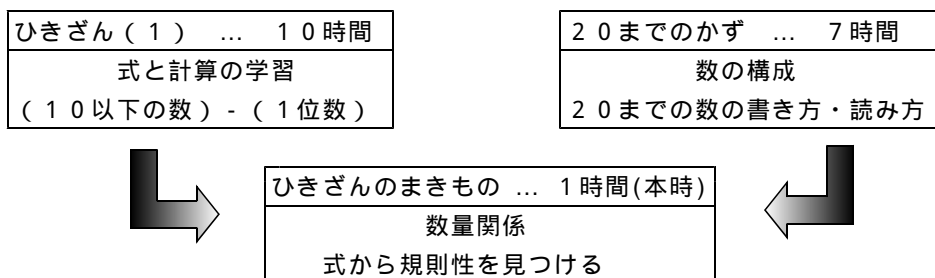 ひきざん（１） … １０時間
式と計算の学習
（１０以下の数）-（１位数）
２０までのかず … ７時間
数の構成
２０までの数の書き方・読み方
ひきざんのまきもの … １時間(本時)
数量関係
式から規則性を見つける